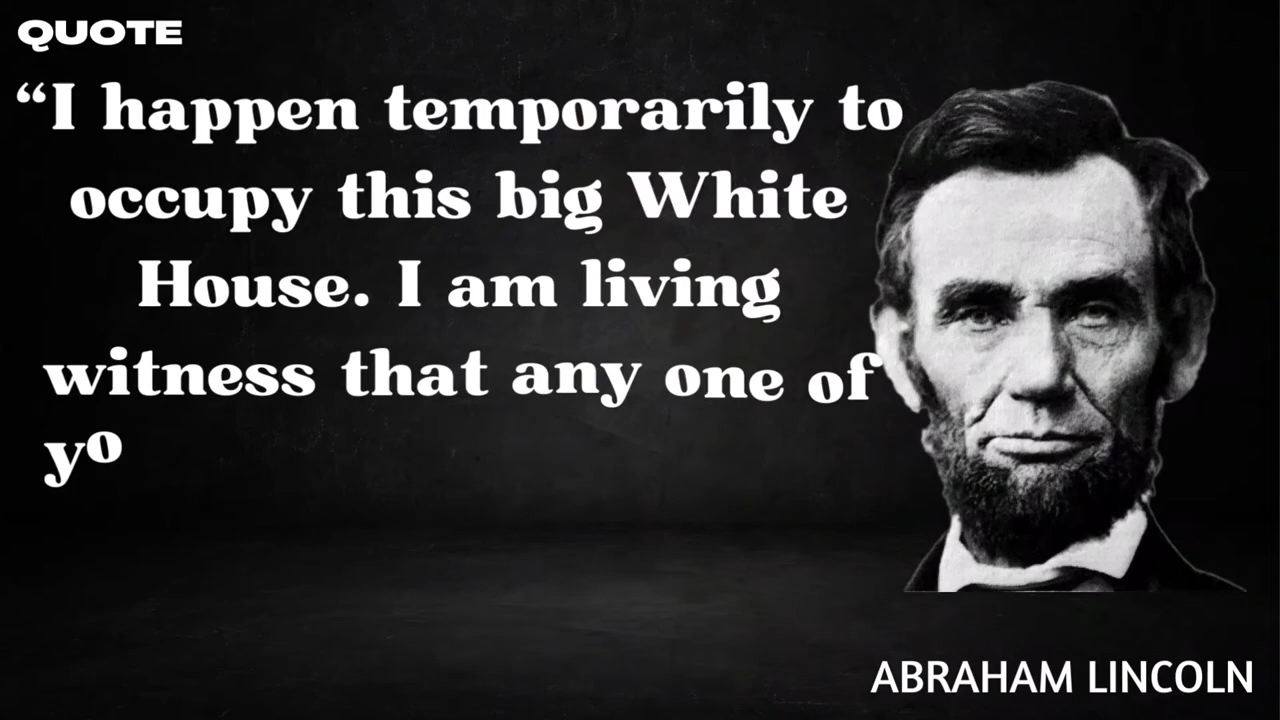 QUOTE
“I happen temporarily to
occupy this big White
House. I am living
witness that any one of
yo
ABRAHAM LINCOLN